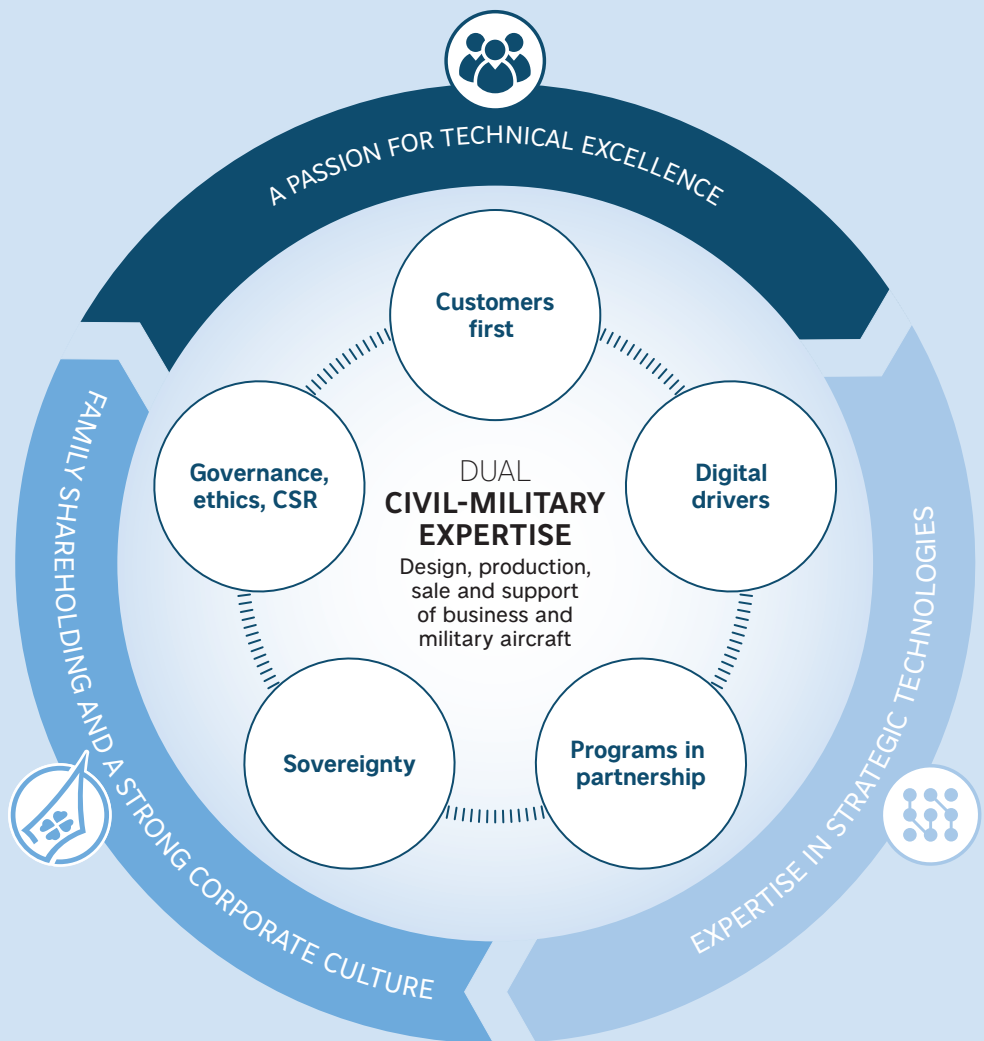 A PASSION FOR TECHNICAL EXCELLENCE
Customers
first
Governance,
ethics, CSR
DUAL
CIVIL-MILITARY
EXPERTISE
Design, production,
sale and support
of business and
military aircraft
Digital
drivers
Sovereignty
Programs in
partnership
FAMILY SHAREHOLDING AND A STRONG CORPORATE CULTURE
EXPERTISE IN STRATEGIC TECHNOLOGIES